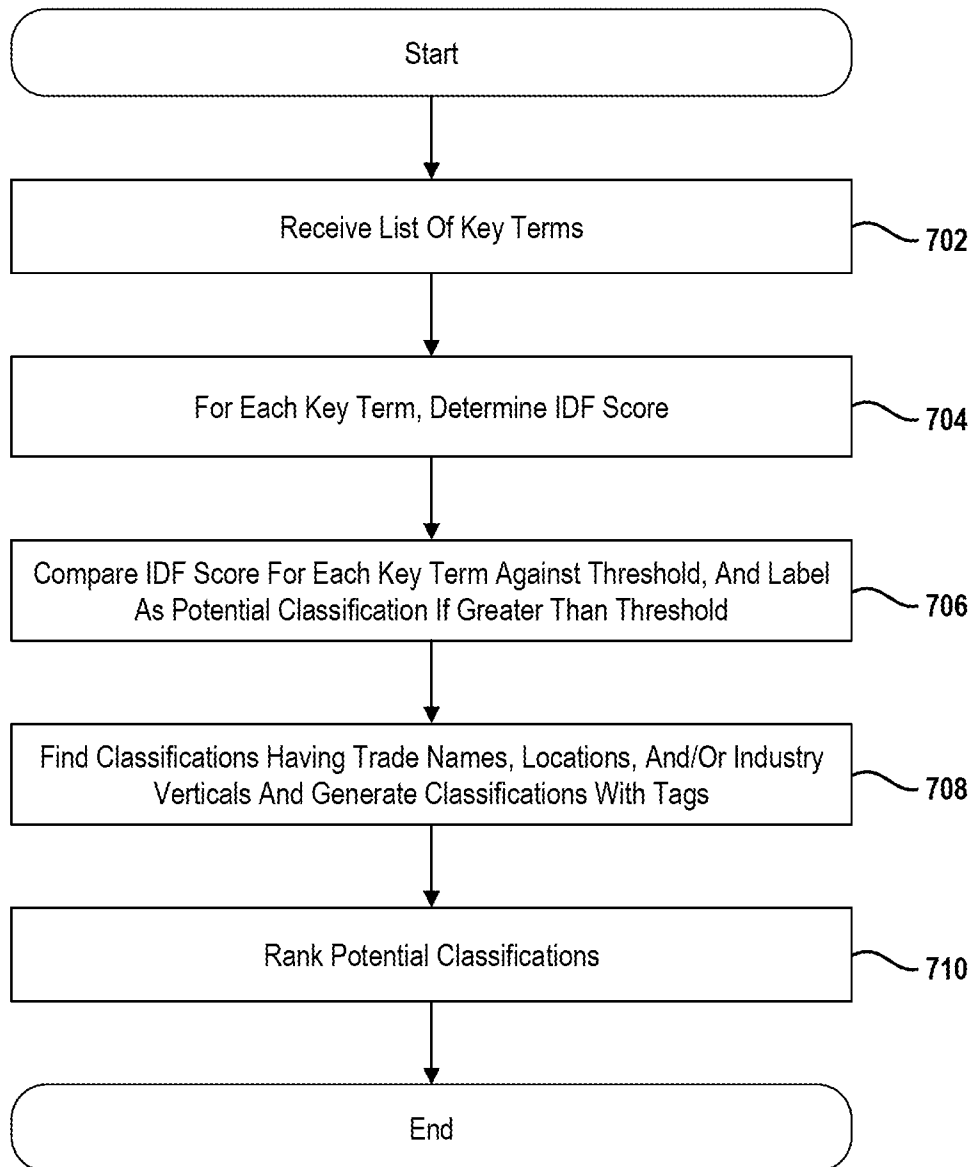 Start
Receive List Of Key Terms
702
For Each Key Term, Determine IDF Score
704
Compare IDF Score For Each Key Term Against Threshold, And Label
As Potential Classification If Greater Than Threshold
706
Find Classifications Having Trade Names, Locations, And/Or Industry
Verticals And Generate Classifications With Tags
708
Rank Potential Classifications
710
End